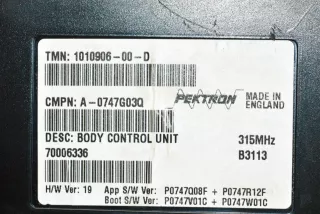 TMN: 1010906-00-D
CMPN: A-0747G03Q
PEKTRON
MADE IN
ENGLAND
DESC: BODY CONTROL UNIT 315MHz
70006336 B3113
H/W Ver: 19 App S/W Ver: P0747Q08F + P0747R12F
Boot S/W Ver: P0747V01C + P0747W01C